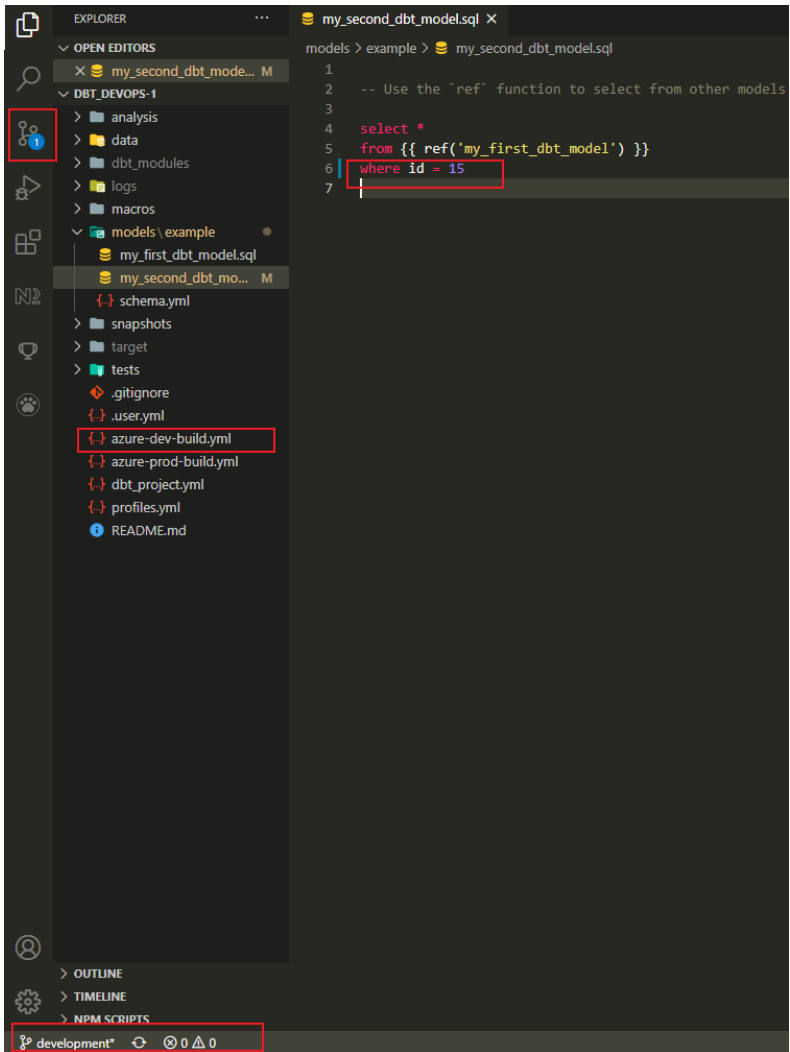 EXPLORER
...
OPEN EDITORS
my_second_dbt_mode... M
DBT_DEVOPS-1
analysis
data
dbt_modules
logs
macros
models\example
my_first_dbt_model.sql
my_second_dbt_mo... M
schema.yml
snapshots
target
tests
.gitignore
.user.yml
azure-dev-build.yml
azure-prod-build.yml
dbt_project.yml
profiles.yml
README.md
OUTLINE
TIMELINE
NPM SCRIPTS
1
development* 0 0
my_second_dbt_model.sql
models > example > my_second_dbt_model.sql
1
2 -- Use the `ref` function to select from other models
3
4 select *
5 from {{ ref('my_first_dbt_model') }}
6 where id = 15
7